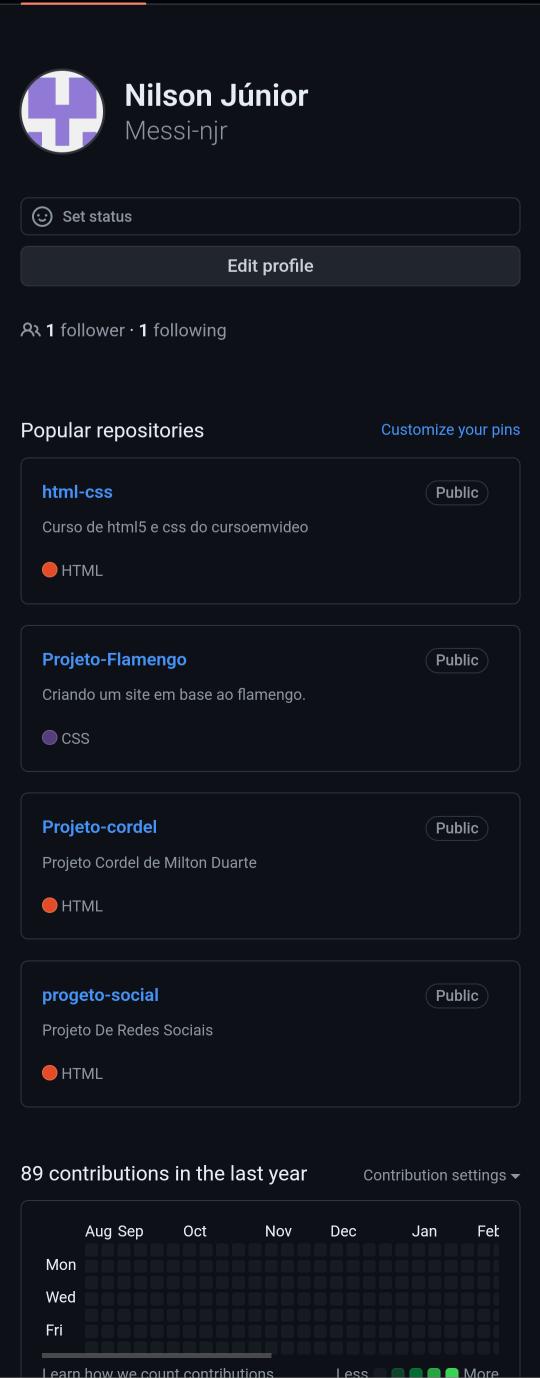 Nilson Júnior
Messi-njr
Set status
Edit profile
1 follower · 1 following
Popular repositories
Customize your pins
html-css
Public
Curso de html5 e css do cursoemvideo
HTML
Projeto-Flamengo
Public
Criando um site em base ao flamengo.
CSS
Projeto-cordel
Public
Projeto Cordel de Milton Duarte
HTML
progeto-social
Public
Projeto De Redes Sociais
HTML
89 contributions in the last year
Contribution settings
Aug Sep Oct Nov Dec Jan Feb
Mon
Wed
Fri
Learn how we count contributions
Less More